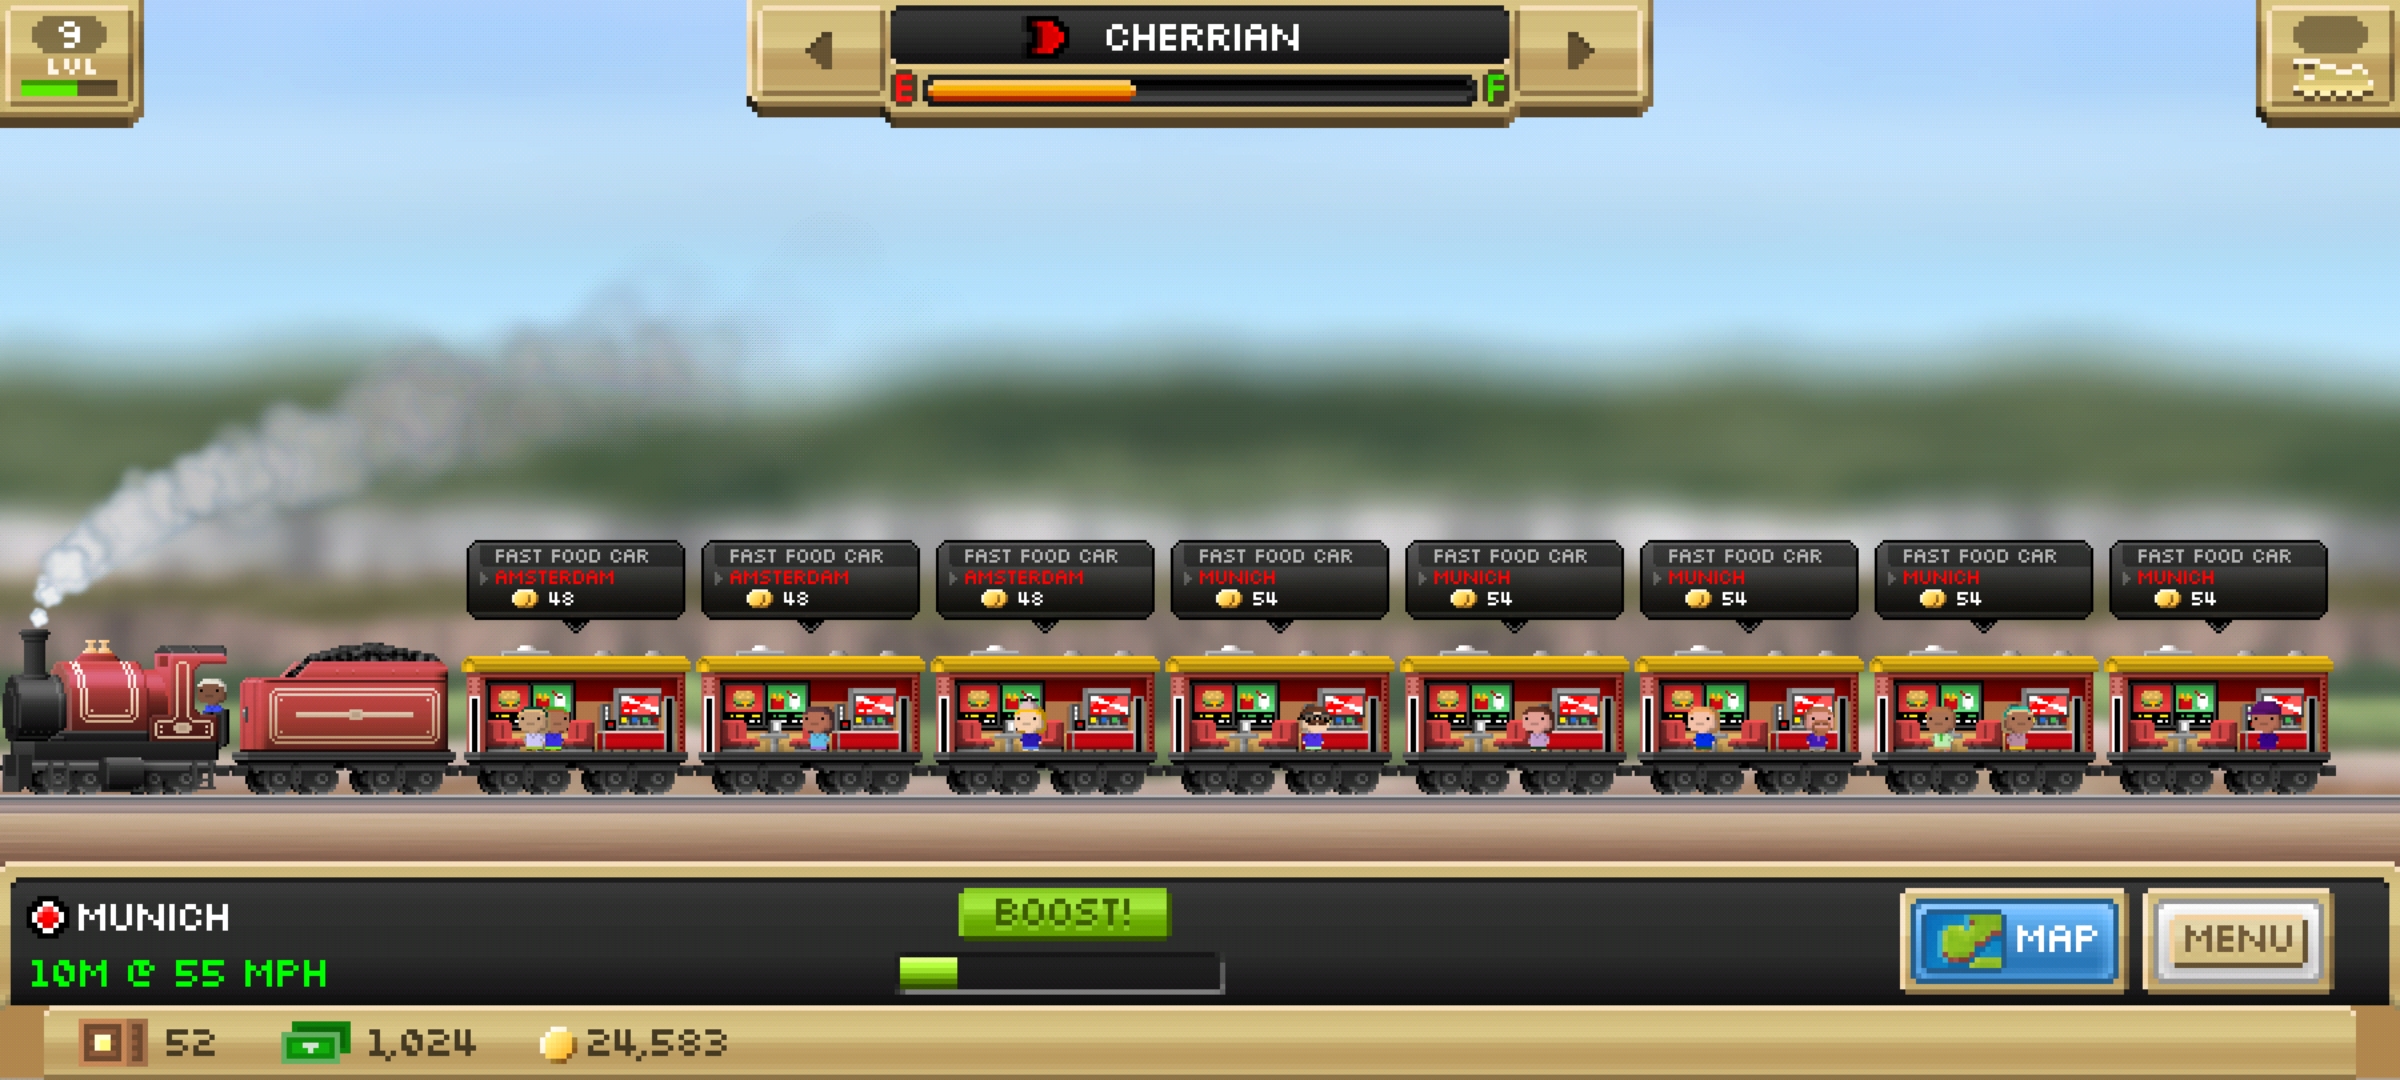 9
LVL
CHERRIAN
E
F
FAST FOOD CAR
AMSTERDAM
48
FAST FOOD CAR
AMSTERDAM
48
FAST FOOD CAR
AMSTERDAM
48
FAST FOOD CAR
MUNICH
54
FAST FOOD CAR
MUNICH
54
FAST FOOD CAR
MUNICH
54
FAST FOOD CAR
MUNICH
54
FAST FOOD CAR
MUNICH
54
MUNICH
10M @ 55 MPH
BOOST!
MAP
MENU
52
1,024
24,583